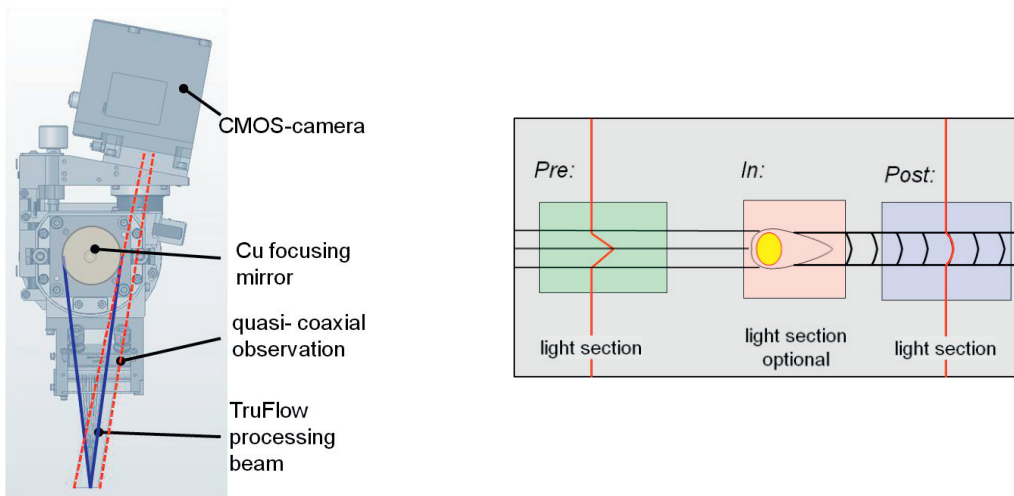 CMOS-camera
Cu focusing
mirror
quasi- coaxial
observation
TruFlow
processing
beam
Pre:
In:
Post:
light section
light section
optional
light section